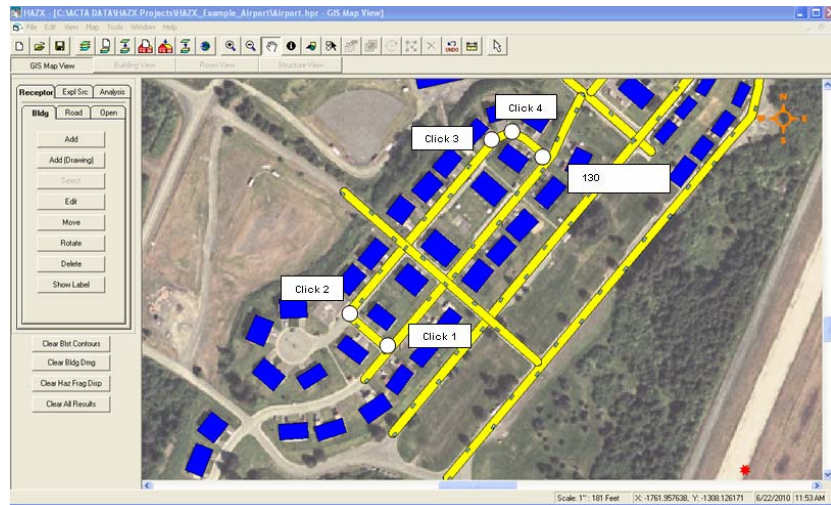 HAZX - [C:\ACTA DATA\HAZX Projects\HAZX_Example_Airport\Airport.hpr - GIS Map View]
File Edit View Map Tools Window Help
UNDO
GIS Map View Building View Room View Structure View
Receptor Expl Src Analysis
Bldg Road Open
Add
Add (Drawing)
Select
Edit
Move
Rotate
Delete
Show Label
Clear Blst Contours
Clear Bldg Dmg
Clear Haz Frag Disp
Clear All Results
Click 4
Click 3
130
Click 2
Click 1
Scale: 1" : 181 Feet X: -1761.957638, Y: -1308.126171 6/22/2010 11:53 AM